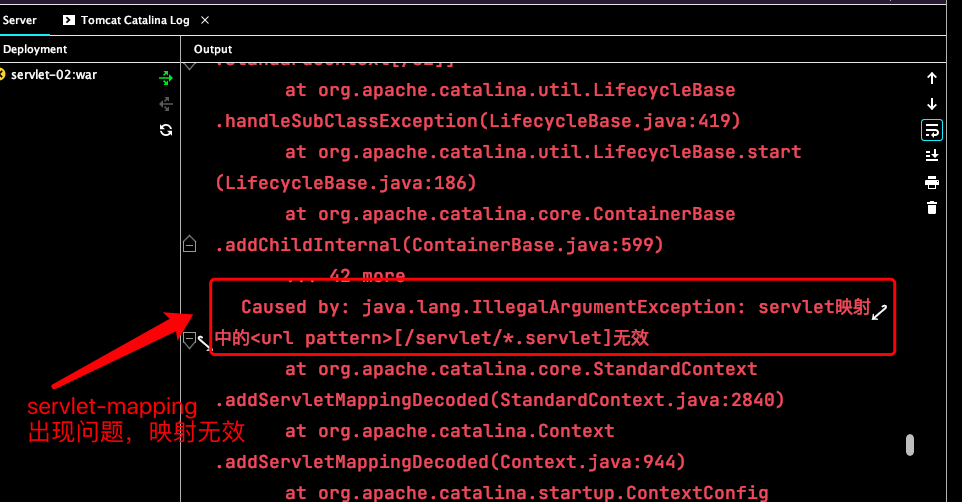 Server
Tomcat Catalina Log
Deployment
Output
servlet-02:war
at org.apache.catalina.util.LifecycleBase
.handleSubClassException(LifecycleBase.java:419)
at org.apache.catalina.util.LifecycleBase.start
(LifecycleBase.java:186)
at org.apache.catalina.core.ContainerBase
.addChildInternal(ContainerBase.java:599)
... 42 more
Caused by: java.lang.IllegalArgumentException: servlet映射
中的<url pattern>[/servlet/*.servlet]无效
at org.apache.catalina.core.StandardContext
.addServletMappingDecoded(StandardContext.java:2840)
servlet-mapping
出现问题，映射无效
at org.apache.catalina.Context
.addServletMappingDecoded(Context.java:944)
at org.apache.catalina.startup.ContextConfig